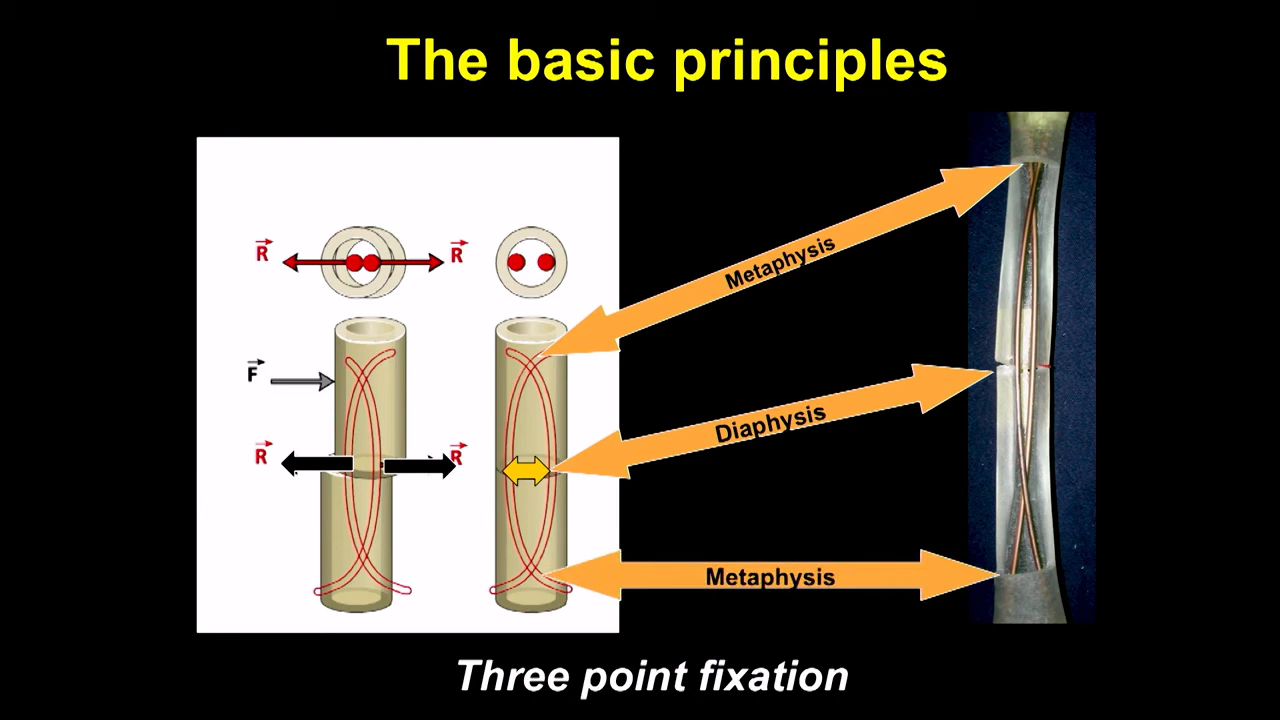 The basic principles
R
R
Metaphysis
F
Diaphysis
R
R
Metaphysis
Three point fixation